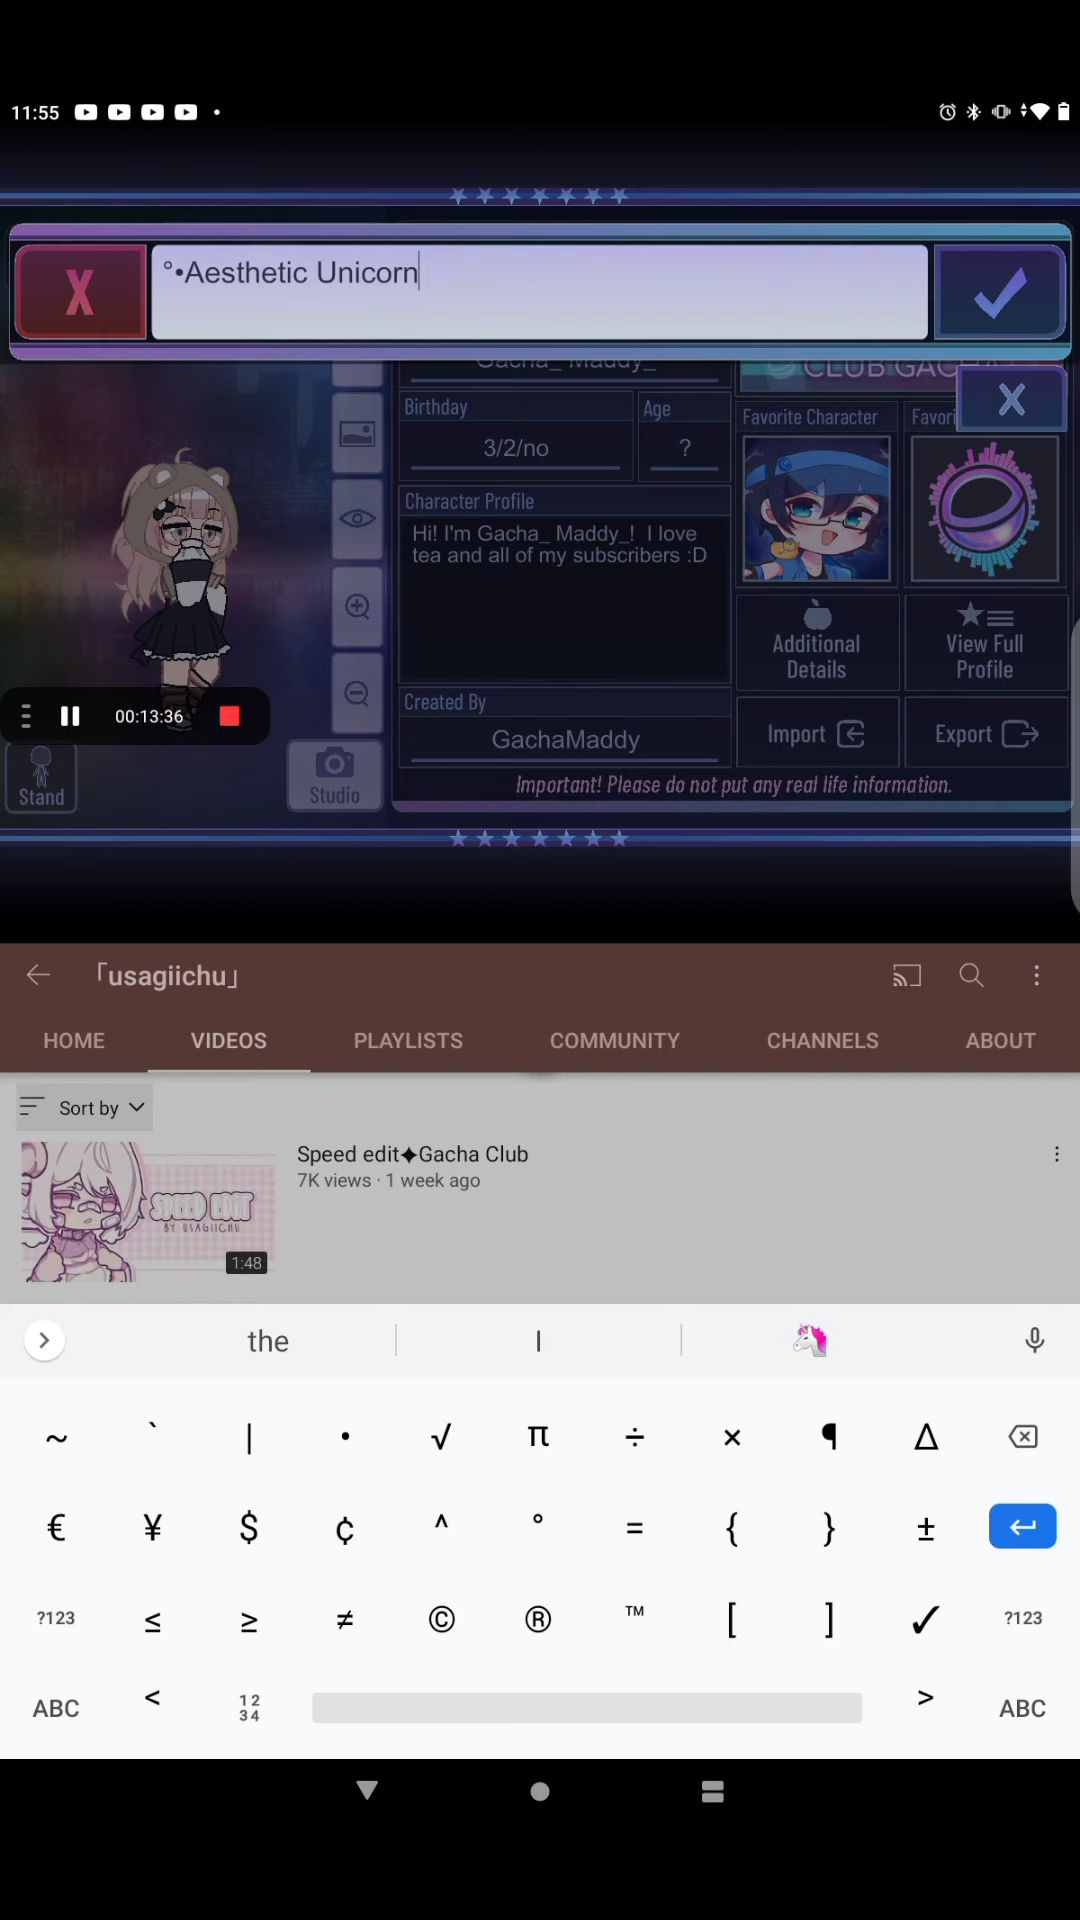 11:55
°•Aesthetic Unicorn
X
Gacha_ Maddy_
CLUB GACHA
X
Birthday
Age
Favorite Character
3/2/no
?
Character Profile
Hi! I'm Gacha_ Maddy_! I love
tea and all of my subscribers :D
Additional
Details
View Full
Profile
00:13:36
Created By
GachaMaddy
Import
Export
Stand
Studio
Important! Please do not put any real life information.
「usagiichu」
HOME
VIDEOS
PLAYLISTS
COMMUNITY
CHANNELS
ABOUT
Sort by
Speed edit✦Gacha Club
7K views · 1 week ago
SPEED EDIT
BY USAGIICHU
1:48
the
I
🦄
~ ` | • √ π ÷ × ¶ Δ
€ ¥ $ ¢ ^ ° = { } ±
?123 ≤ ≥ ≠ © ® ™ [ ] ✓ ?123
ABC < 12
34 > ABC